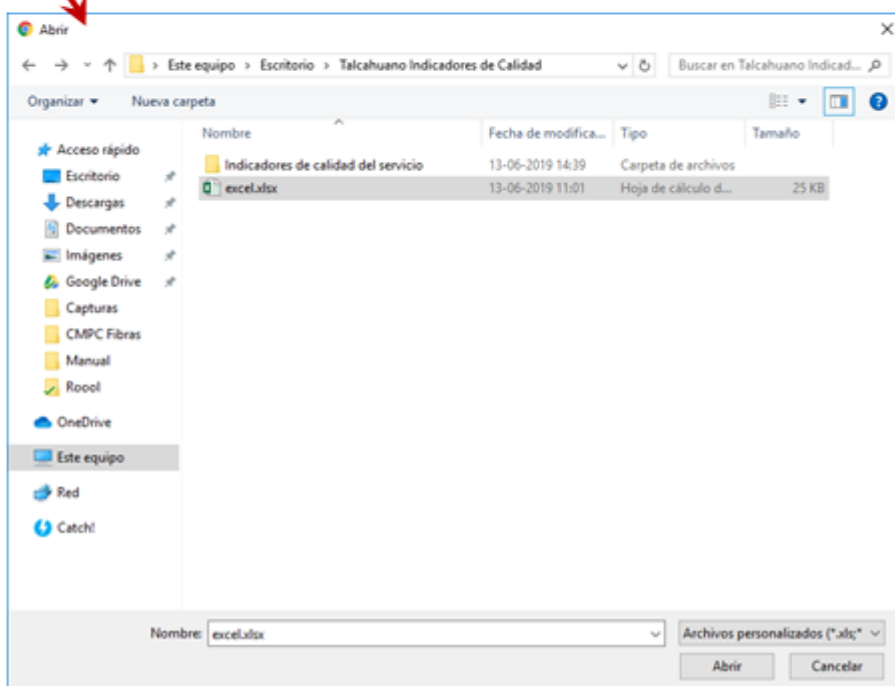 Abrir
Este equipo > Escritorio > Talcahuano Indicadores de Calidad
Buscar en Talcahuano Indicad...
Organizar Nueva carpeta
Nombre Fecha de modifica... Tipo Tamaño
Acceso rápido
Escritorio
Descargas
Documentos
Imágenes
Google Drive
Capturas
CMPC Fibras
Manual
Roool
OneDrive
Este equipo
Red
Catch!
Indicadores de calidad del servicio 13-06-2019 14:39 Carpeta de archivos
excel.xlsx 13-06-2019 11:01 Hoja de cálculo d... 25 KB
Nombre: excel.xlsx Archivos personalizados (*.xls;*
Abrir Cancelar